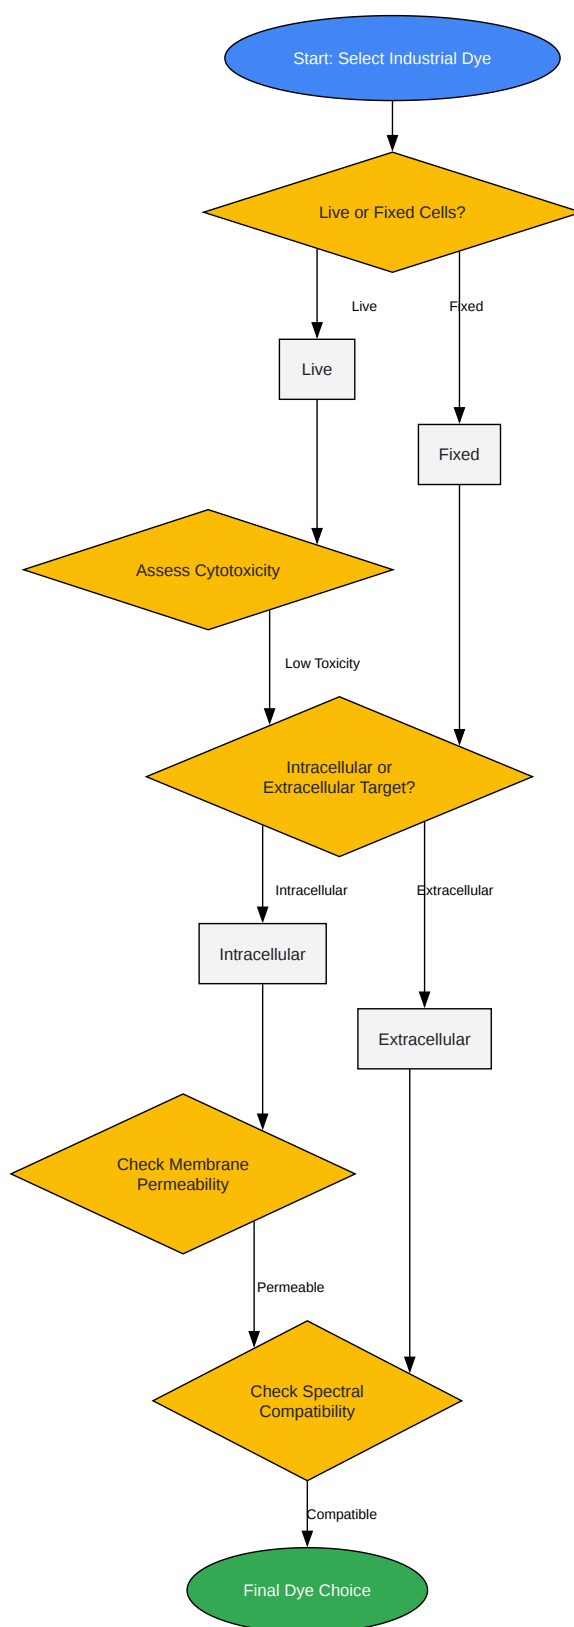 Start: Select Industrial Dye
Live or Fixed Cells?
Live
Fixed
Live
Fixed
Assess Cytotoxicity
Low Toxicity
Intracellular or
Extracellular Target?
Intracellular
Extracellular
Intracellular
Extracellular
Check Membrane
Permeability
Permeable
Check Spectral
Compatibility
Compatible
Final Dye Choice